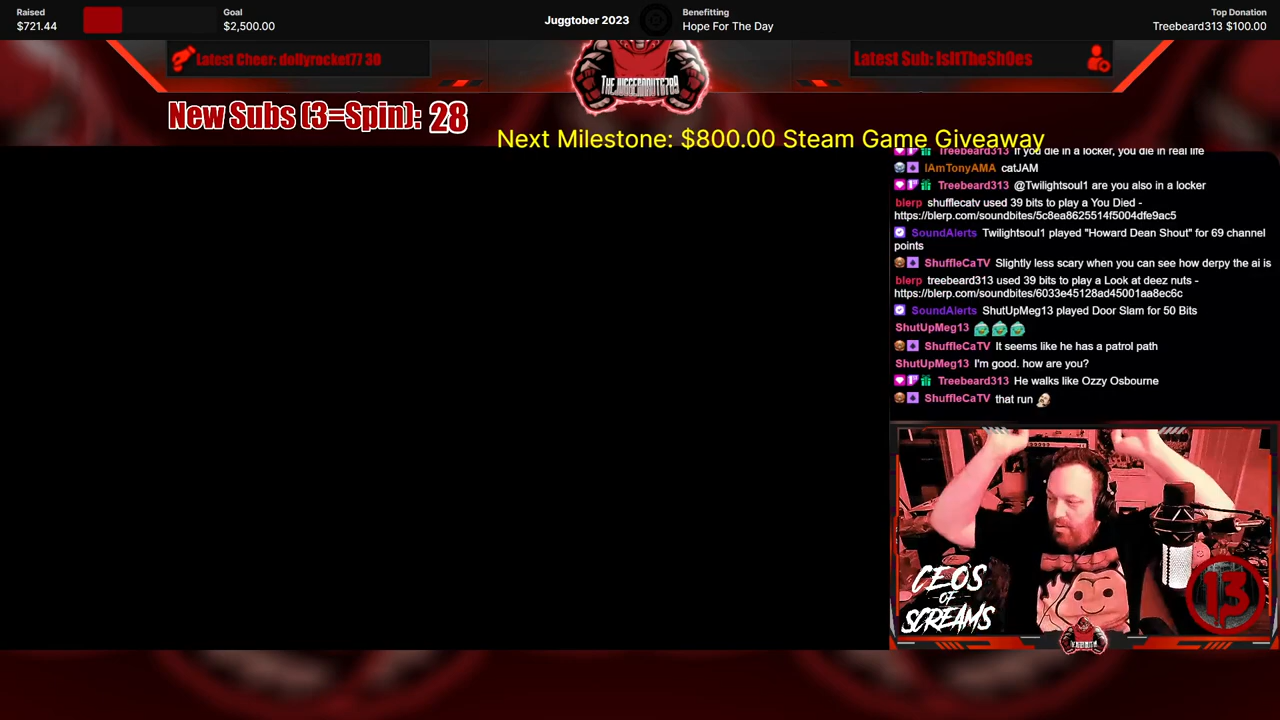 Raised
$721.44
Goal
$2,500.00
Juggtober 2023
Benefitting
Hope For The Day
Top Donation
Treebeard313 $100.00
Latest Cheer: dollyrocket77 30
THEJUGGERNAUT6789
Latest Sub: IsItTheSh0es
New Subs (3=Spin): 28
Next Milestone: $800.00 Steam Game Giveaway
Treebeard313 If you die in a locker, you die in real life
IAmTonyAMA catJAM
Treebeard313 @Twilightsoul1 are you also in a locker
blerp shufflecatv used 39 bits to play a You Died -
https://blerp.com/soundbites/5c8ea8625514f5004dfe9ac5
SoundAlerts Twilightsoul1 played "Howard Dean Shout" for 69 channel
points
ShuffleCaTV Slightly less scary when you can see how derpy the ai is
blerp treebeard313 used 39 bits to play a Look at deez nuts -
https://blerp.com/soundbites/6033e45128ad45001aa8ec6c
SoundAlerts ShutUpMeg13 played Door Slam for 50 Bits
ShutUpMeg13
ShuffleCaTV It seems like he has a patrol path
ShutUpMeg13 I'm good. how are you?
Treebeard313 He walks like Ozzy Osbourne
ShuffleCaTV that run
CEOS
OF
SCREAMS
13